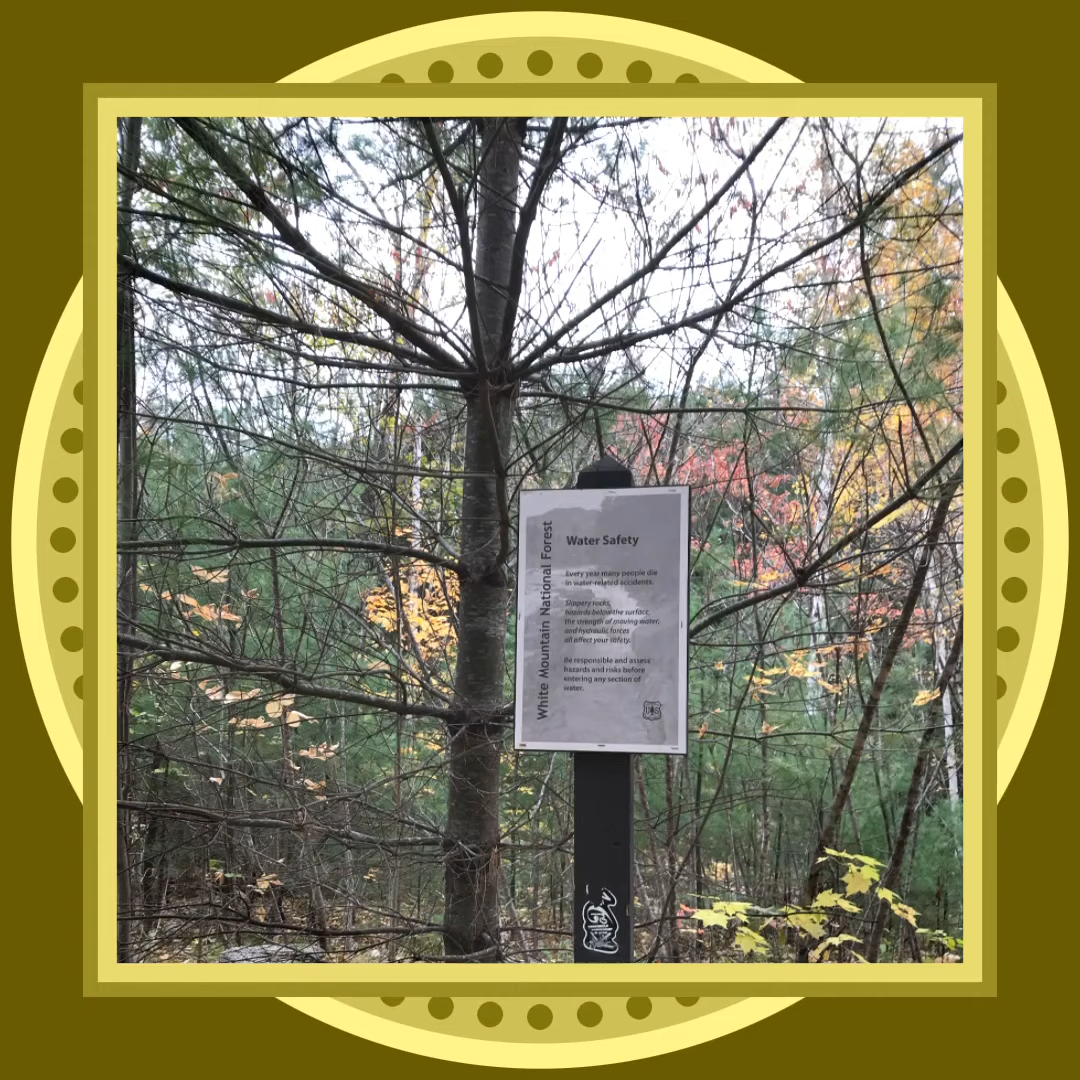 White Mountain National Forest
Water Safety
Every year many people die
in water-related accidents.
Slippery rocks,
hazards below the surface,
the strength of moving water,
and hydraulic forces
all affect your safety.
Be responsible and assess
hazards and risks before
entering any section of
water.
U S